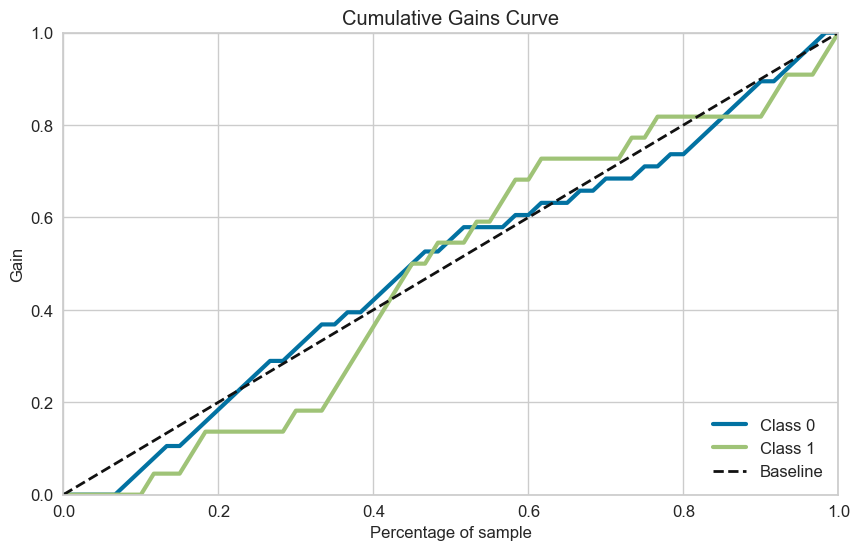 Cumulative Gains Curve
1.0
0.8
0.6
0.4
0.2
0.0
Gain
0.0 0.2 0.4 0.6 0.8 1.0
Percentage of sample
Class 0
Class 1
Baseline